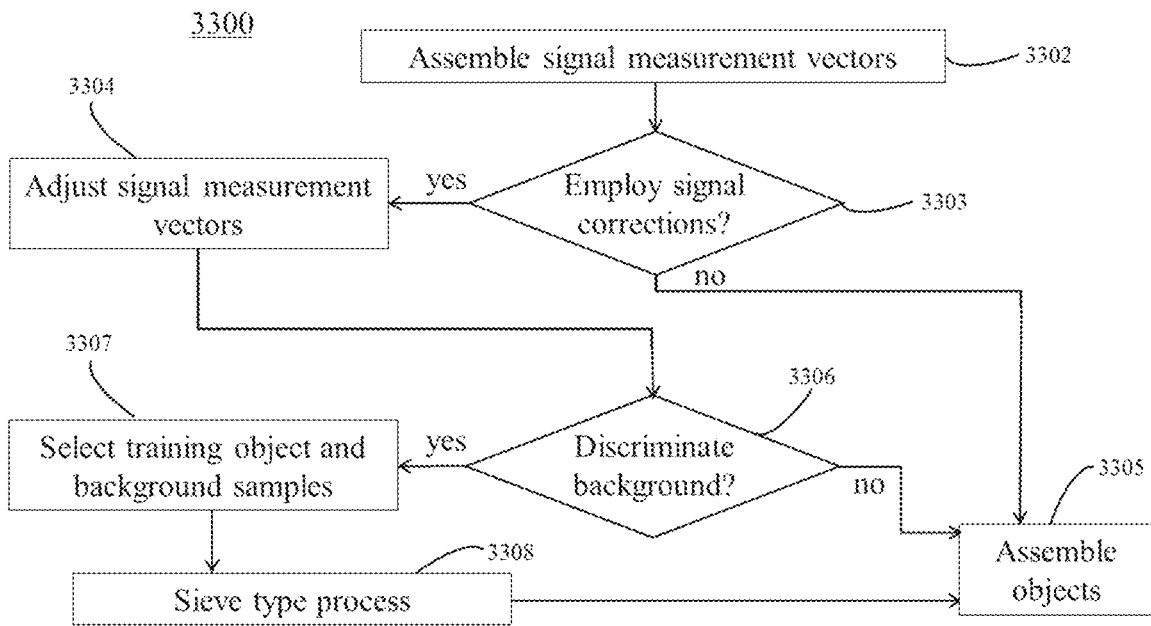 3300
Assemble signal measurement vectors
3302
3304
Adjust signal measurement
vectors
yes
Employ signal
corrections?
3303
no
3307
3306
Select training object and
background samples
yes
Discriminate
background?
no
3305
Assemble
objects
3308
Sieve type process